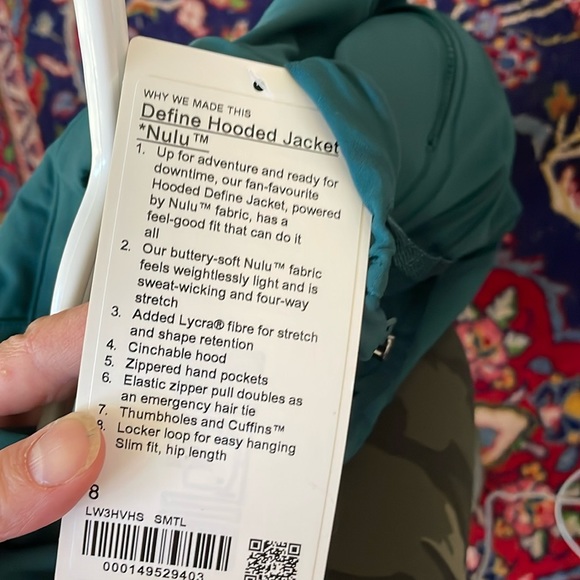 WHY WE MADE THIS
Define Hooded Jacket
*Nulu™
1. Up for adventure and ready for
downtime, our fan-favourite
Hooded Define Jacket, powered
by Nulu™ fabric, has a
feel-good fit that can do it
all
2. Our buttery-soft Nulu™ fabric
feels weightlessly light and is
sweat-wicking and four-way
stretch
3. Added Lycra® fibre for stretch
and shape retention
4. Cinchable hood
5. Zippered hand pockets
6. Elastic zipper pull doubles as
an emergency hair tie
7. Thumbholes and Cuffins™
8. Locker loop for easy hanging
Slim fit, hip length
8
LW3HVHS SMTL
000149529403